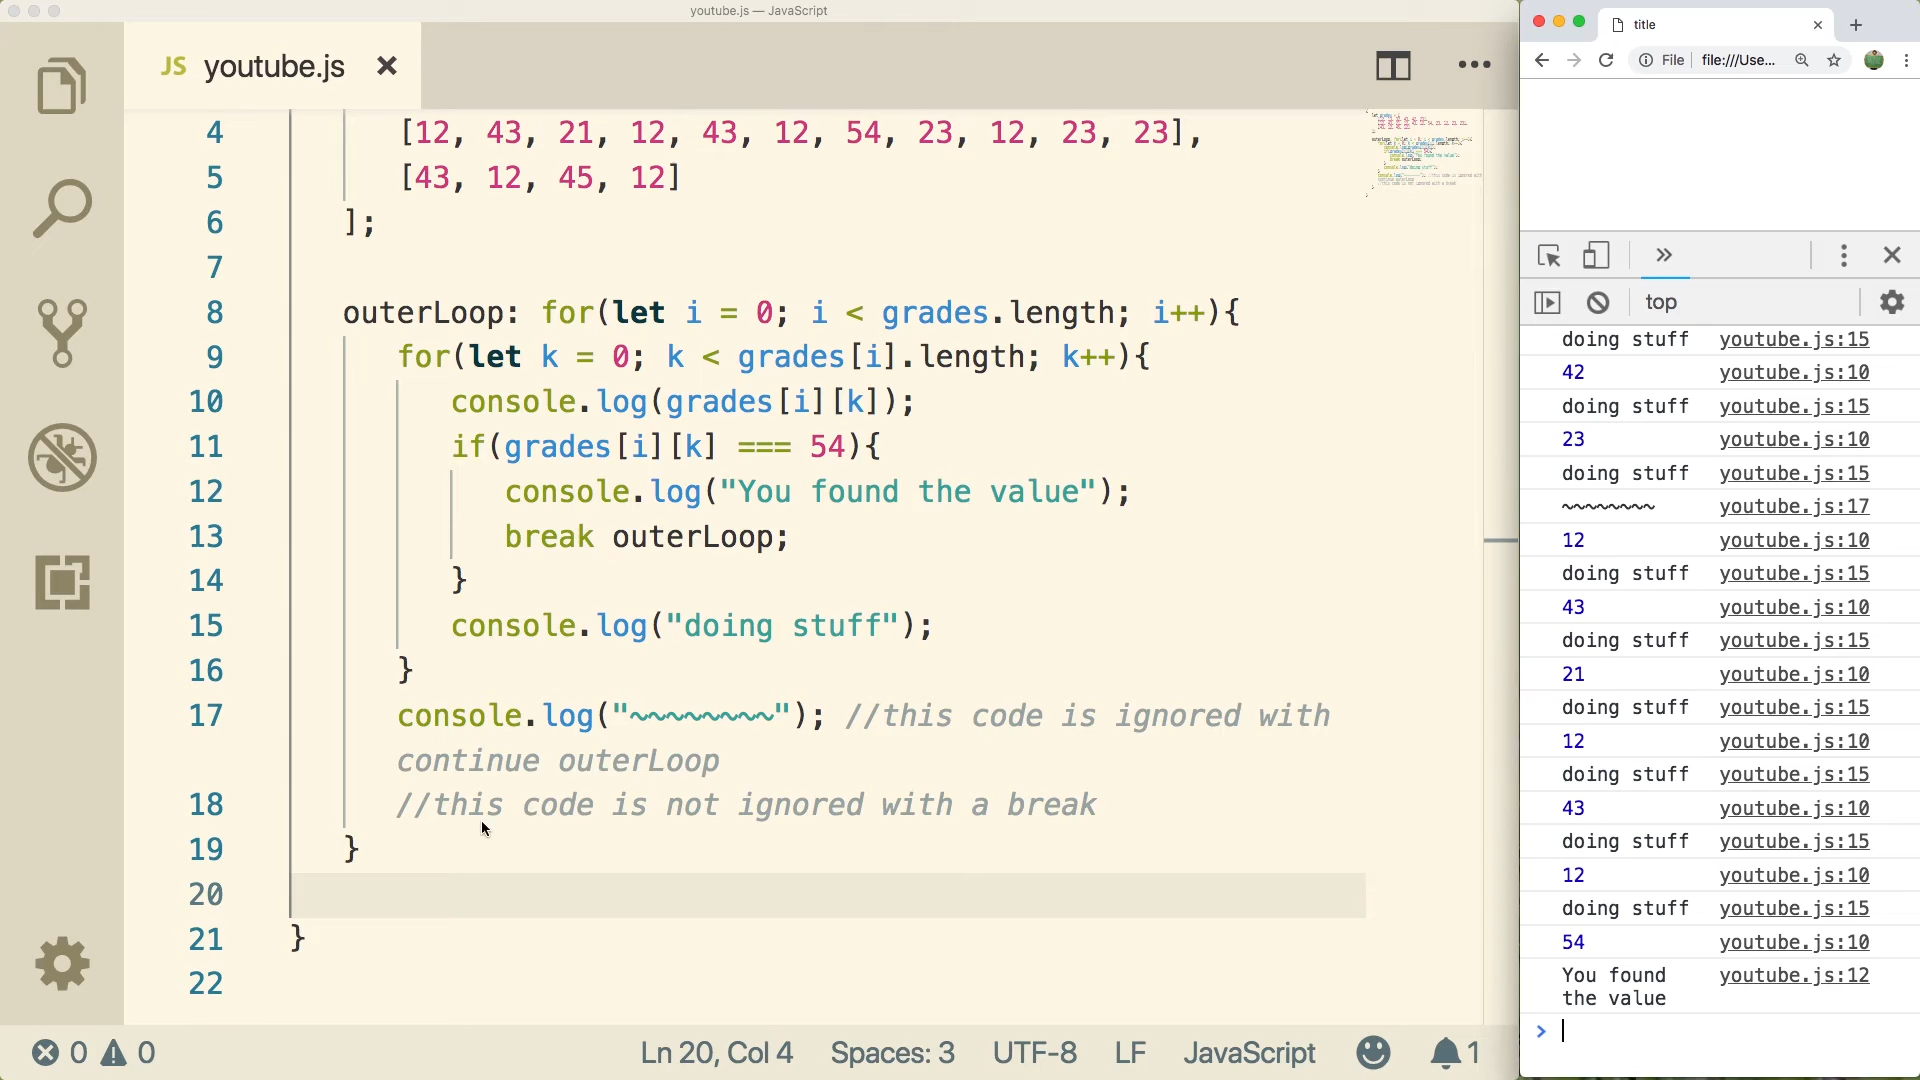 youtube.js — JavaScript
JS youtube.js
4 [12, 43, 21, 12, 43, 12, 54, 23, 12, 23, 23],
5 [43, 12, 45, 12]
6 ];
7
8 outerLoop: for(let i = 0; i < grades.length; i++){
9 for(let k = 0; k < grades[i].length; k++){
10 console.log(grades[i][k]);
11 if(grades[i][k] === 54){
12 console.log("You found the value");
13 break outerLoop;
14 }
15 console.log("doing stuff");
16 }
17 console.log("~~~~~~~~"); //this code is ignored with
continue outerLoop
18 //this code is not ignored with a break
19 }
20
21 }
22
0 0
Ln 20, Col 4 Spaces: 3 UTF-8 LF JavaScript 1
title
File file:///Use...
top
doing stuff youtube.js:15
42 youtube.js:10
doing stuff youtube.js:15
23 youtube.js:10
doing stuff youtube.js:15
~~~~~~~~ youtube.js:17
12 youtube.js:10
doing stuff youtube.js:15
43 youtube.js:10
doing stuff youtube.js:15
21 youtube.js:10
doing stuff youtube.js:15
12 youtube.js:10
doing stuff youtube.js:15
43 youtube.js:10
doing stuff youtube.js:15
12 youtube.js:10
doing stuff youtube.js:15
54 youtube.js:10
You found youtube.js:12
the value